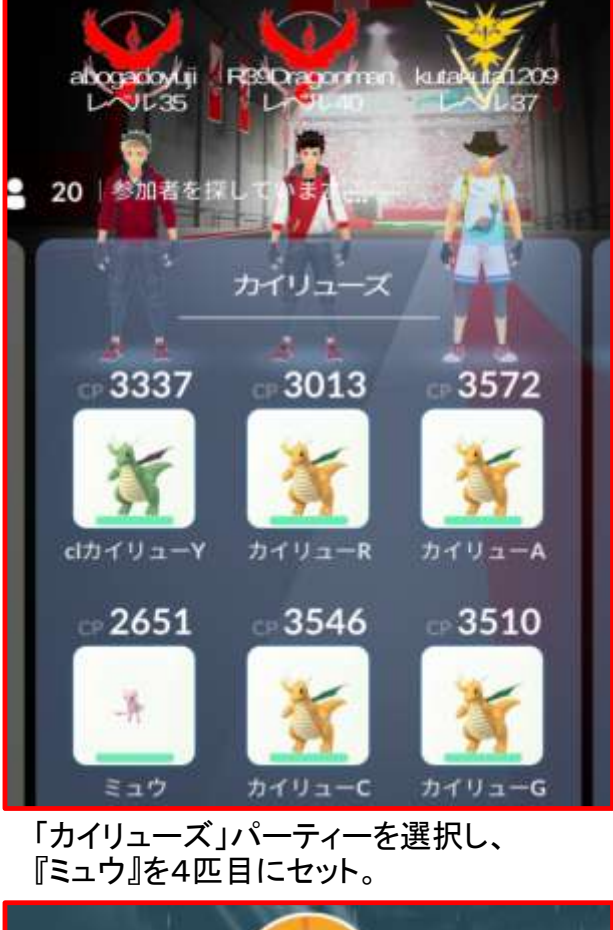 abogadoyuji R39Dragonman kutakuta1209
レベル35 レベル40 レベル37
20 参加者を探しています...
カイリューズ
CP 3337 CP 3013 CP 3572
clカイリューY カイリューR カイリューA
CP 2651 CP 3546 CP 3510
ミュウ カイリューC カイリューG
「カイリューズ」パーティーを選択し、
『ミュウ』を4匹目にセット。